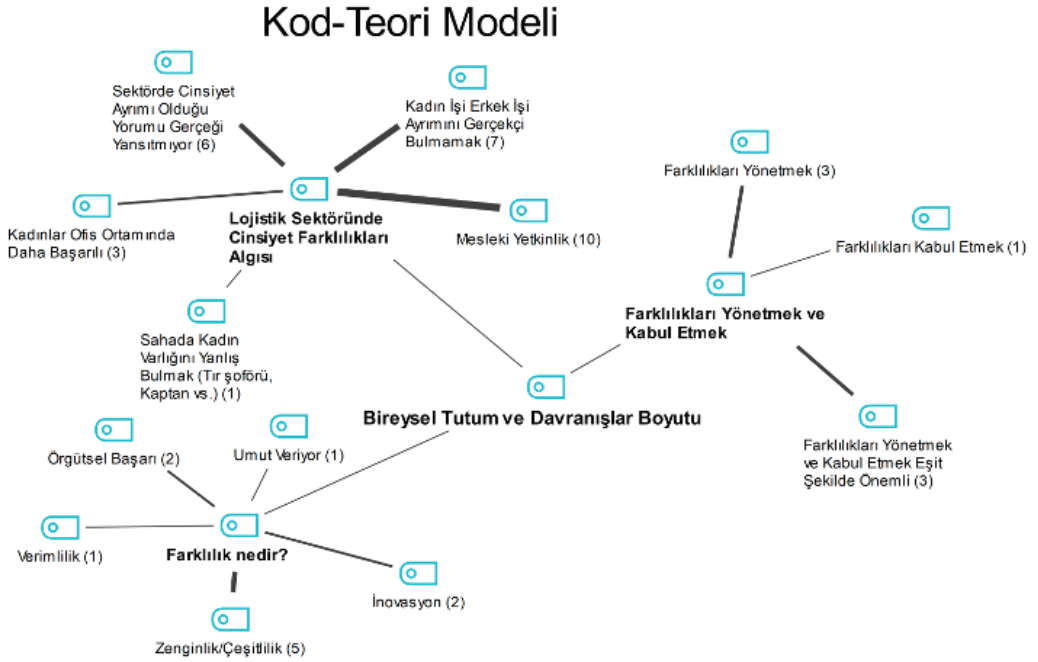 Kod-Teori Modeli
Sektörde Cinsiyet
Ayrımı Olduğu
Yorumu Gerçeği
Yansıtmıyor (6)
Kadın İşi Erkek İşi
Ayrımını Gerçekçi
Bulmamak (7)
Farklılıkları Yönetmek (3)
Kadınlar Ofis Ortamında
Daha Başarılı (3)
Lojistik Sektöründe
Cinsiyet Farklılıkları
Algısı
Mesleki Yetkinlik (10)
Farklılıkları Kabul Etmek (1)
Farklılıkları Yönetmek ve
Kabul Etmek
Sahada Kadın
Varlığını Yanlış
Bulmak (Tır şoförü,
Kaptan vs.) (1)
Bireysel Tutum ve Davranışlar Boyutu
Farklılıkları Yönetmek
ve Kabul Etmek Eşit
Şekilde Önemli (3)
Örgütsel Başarı (2)
Umut Veriyor (1)
Verimlilik (1)
Farklılık nedir?
İnovasyon (2)
Zenginlik/Çeşitlilik (5)